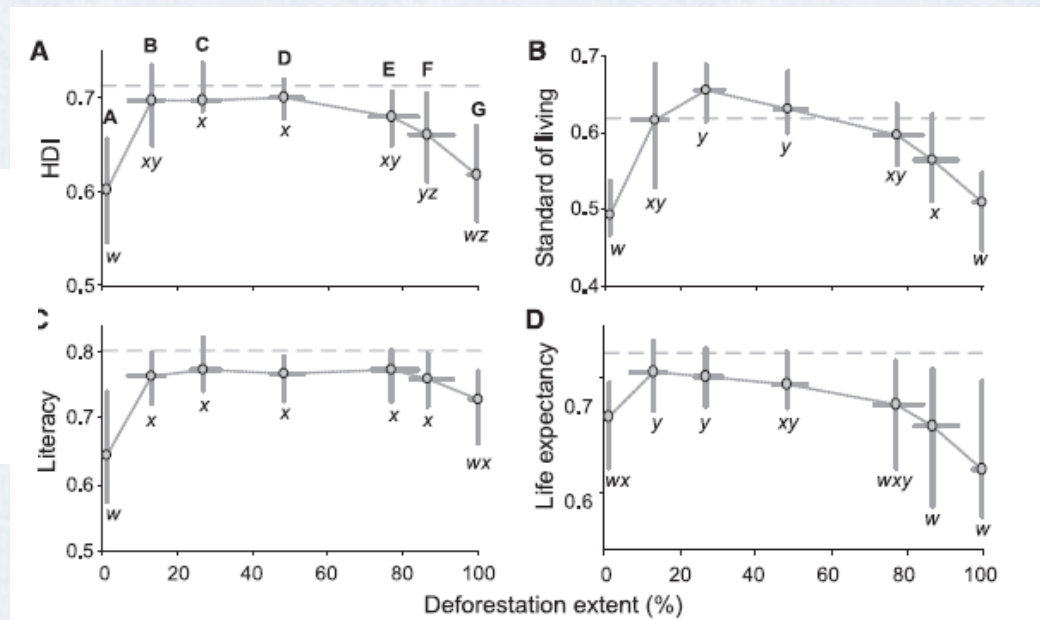 A
B
C
D
E
F
G
A
HDI
0.7
0.6
0.5
w
xy
x
x
xy
yz
wz
B
Standard of living
0.7
0.6
0.5
0.4
w
xy
y
y
xy
x
w
C
Literacy
0.8
0.7
0.6
0.5
w
x
x
x
x
x
wx
0 20 40 60 80 100
D
Life expectancy
0.7
0.6
wx
y
y
xy
wxy
w
w
0 20 40 60 80 100
Deforestation extent (%)